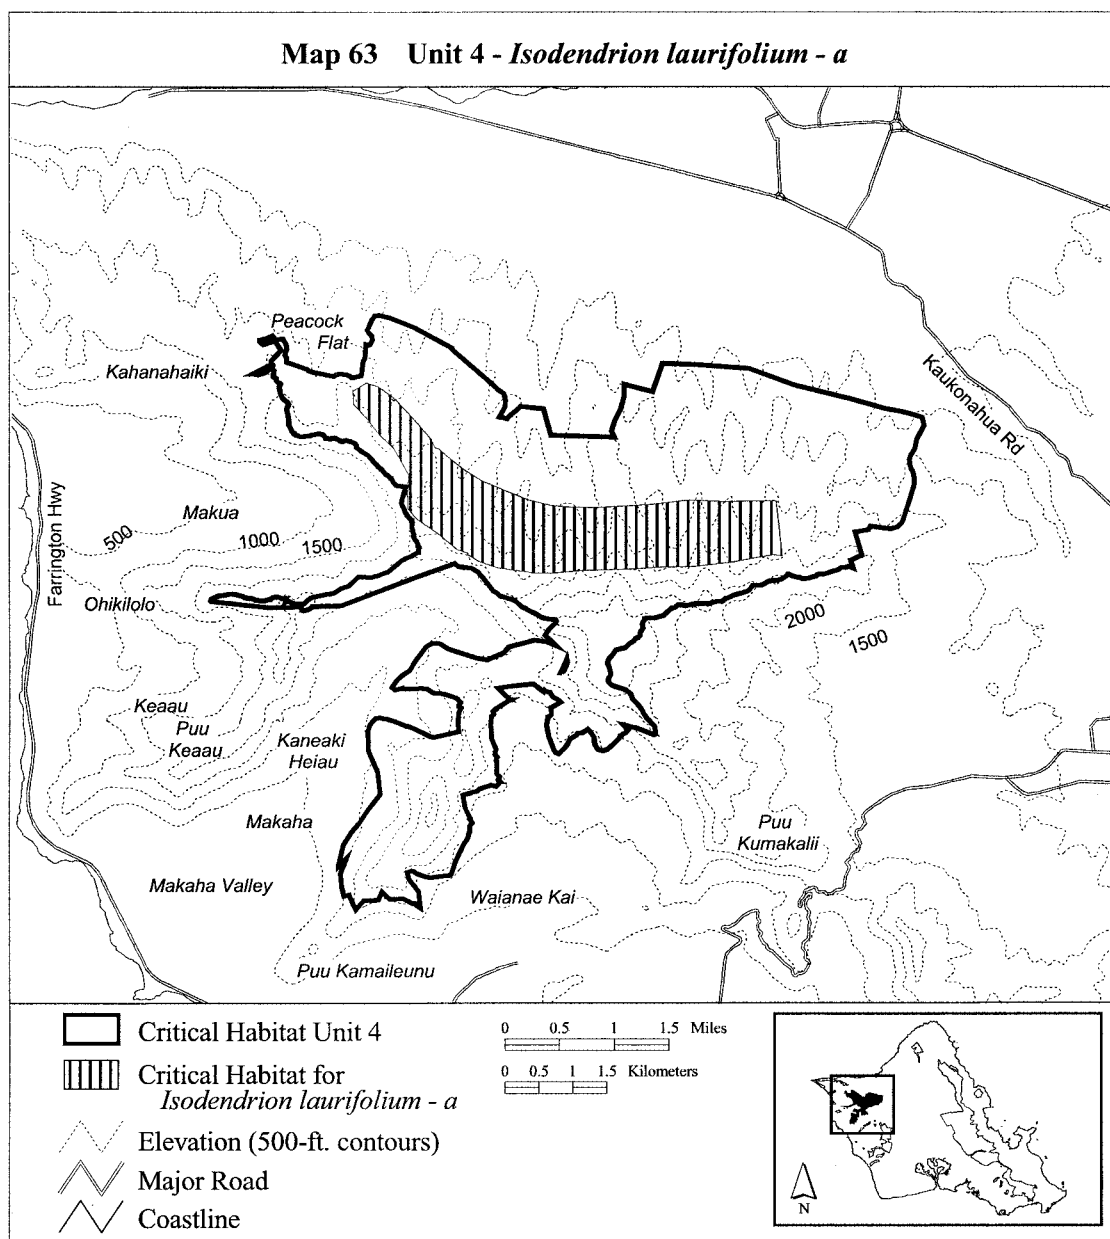 Map 63 Unit 4 - Isodendrion laurifolium - a
Peacock
Flat
Kahanahaiki
Kaukonahua Rd
Farrington Hwy
Makua
500
1000
1500
Ohikilolo
2000
1500
Keaau
Puu
Keaau
Kaneaki
Heiau
Makaha
Puu
Kumakalii
Makaha Valley
Waianae Kai
Puu Kamaileunu
Critical Habitat Unit 4
Critical Habitat for
Isodendrion laurifolium - a
Elevation (500-ft. contours)
Major Road
Coastline
0 0.5 1 1.5 Miles
0 0.5 1 1.5 Kilometers
N